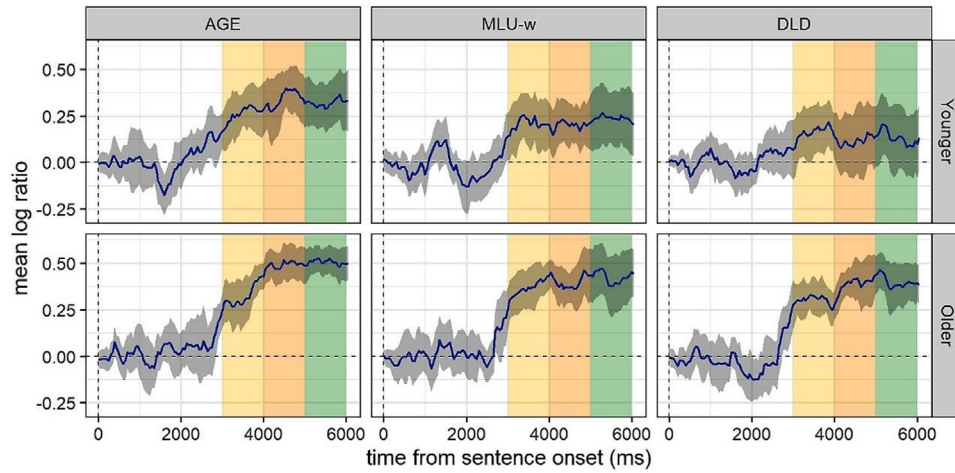 AGE MLU-w DLD
0.50
0.25
0.00
-0.25
Younger
0.50
0.25
0.00
-0.25
Older
mean log ratio
0 2000 4000 6000 0 2000 4000 6000 0 2000 4000 6000
time from sentence onset (ms)